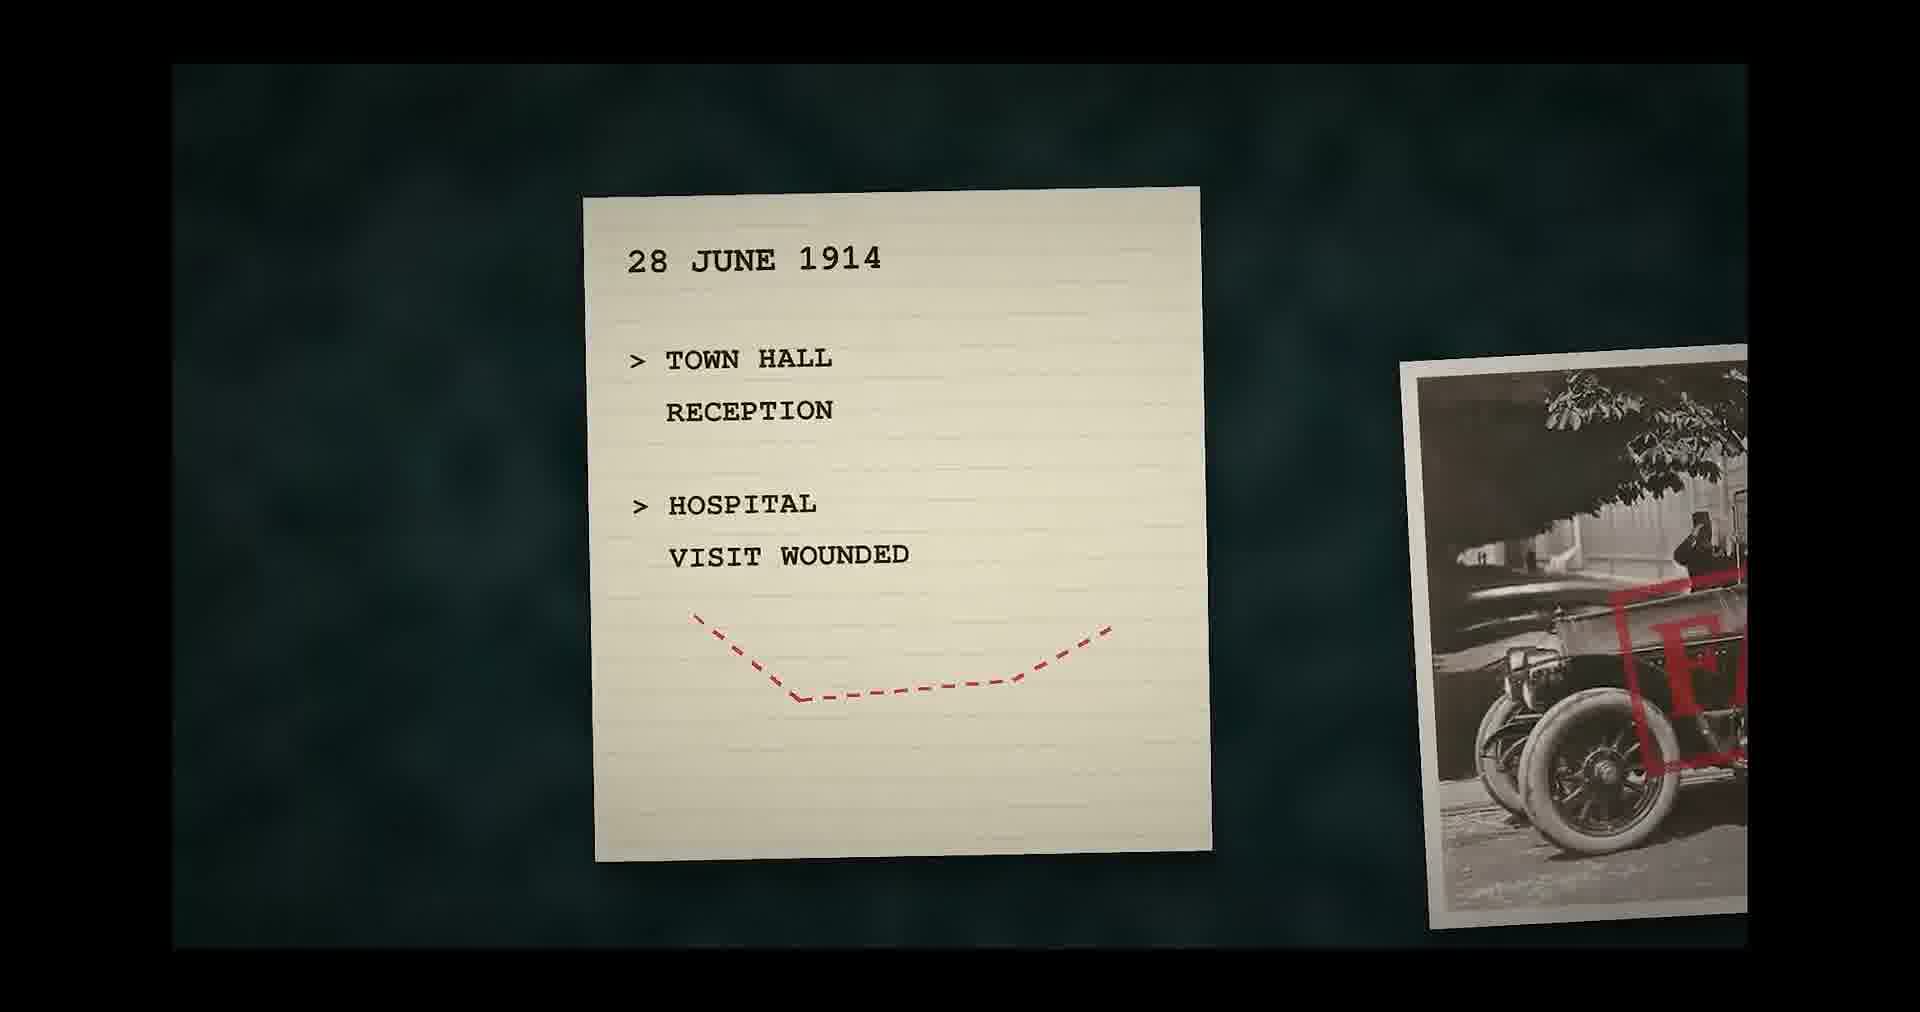 28 JUNE 1914
> TOWN HALL
RECEPTION
> HOSPITAL
VISIT WOUNDED